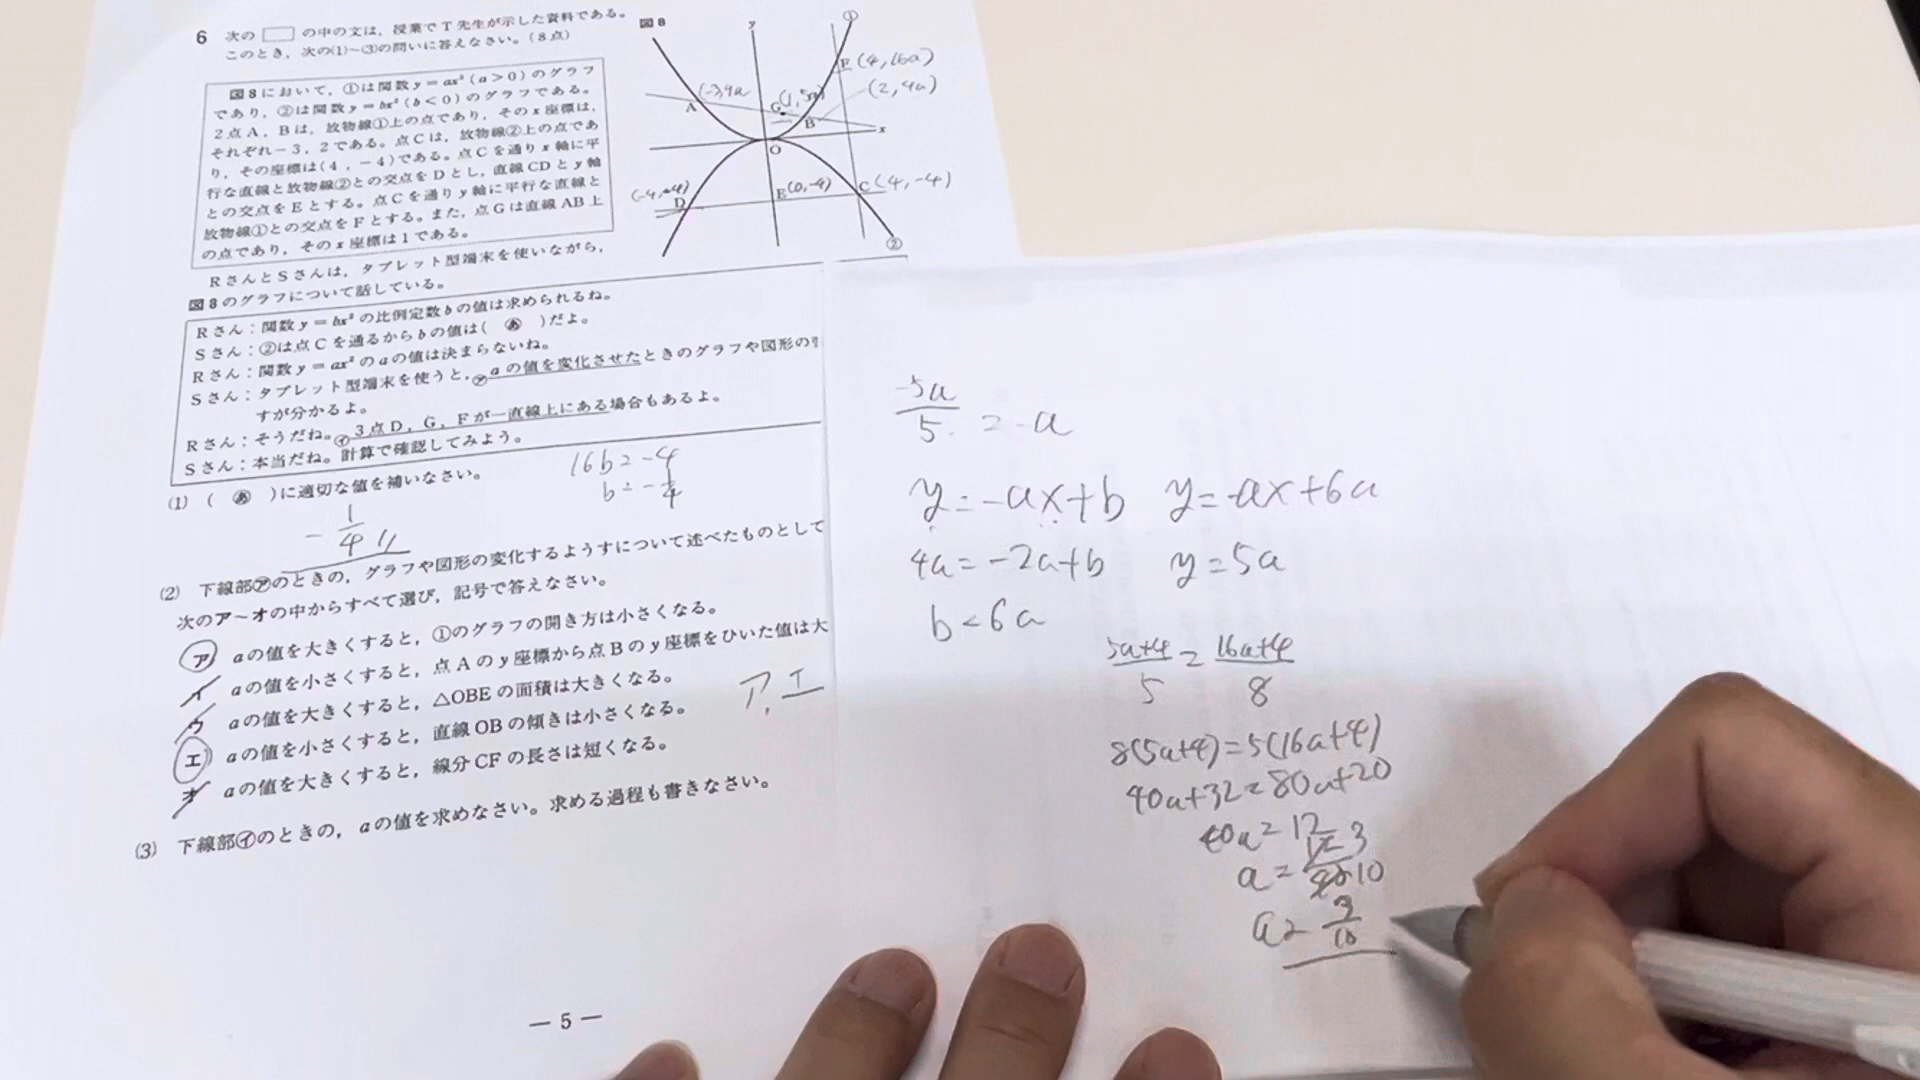 6 次の の中の文は，授業でT先生が示した資料である。
このとき，次の(1)～(3)の問いに答えなさい。(8点)
図8において，①は関数y＝ax²(a＞0)のグラフ
であり，②は関数y＝bx²(b＜0)のグラフである。
2点A，Bは，放物線①上の点であり，そのx座標は，
それぞれ－3，2である。点Cは，放物線②上の点であ
り，その座標は(4，－4)である。点Cを通りx軸に平
行な直線と放物線②との交点をDとし，直線CDとy軸
との交点をEとする。点Cを通りy軸に平行な直線と
放物線①との交点をFとする。また，点Gは直線AB上
の点であり，そのx座標は1である。
図8
y
①
F (4, 16a)
(2, 4a)
G (1, 5a)
A
B
x
O
(-4, -4)
D
E (0, -4)
C (4, -4)
②
RさんとSさんは，タブレット型端末を使いながら，
図8のグラフについて話している。
Rさん：関数y＝bx²の比例定数bの値は求められるね。
Sさん：②は点Cを通るからbの値は( あ )だよ。
Rさん：関数y＝ax²のaの値は決まらないね。
Sさん：タブレット型端末を使うと，㋐aの値を変化させたときのグラフや図形の
すが分かるよ。
Rさん：そうだね。㋑3点D，G，Fが一直線上にある場合もあるよ。
Sさん：本当だね。計算で確認してみよう。
(1) ( あ )に適切な値を補いなさい。
16b = -4
b = -1/4
-1/4
(2) 下線部㋐のときの，グラフや図形の変化するようすについて述べたものとして
次のア～オの中からすべて選び，記号で答えなさい。
ア aの値を大きくすると，①のグラフの開き方は小さくなる。
イ aの値を小さくすると，点Aのy座標から点Bのy座標をひいた値は大
ウ aの値を大きくすると，△OBEの面積は大きくなる。
エ aの値を小さくすると，直線OBの傾きは小さくなる。
オ aの値を大きくすると，線分CFの長さは短くなる。
ア，エ
(3) 下線部㋑のときの，aの値を求めなさい。求める過程も書きなさい。
― 5 ―
-5a/5 = -a
y = -ax+b y = -ax+6a
4a = -2a+b y = 5a
b = 6a
5a+4/5 = 16a+4/8
8(5a+4) = 5(16a+4)
40a+32 = 80a+20
40a = 12
a = 12/40 3/10
a = 3/10